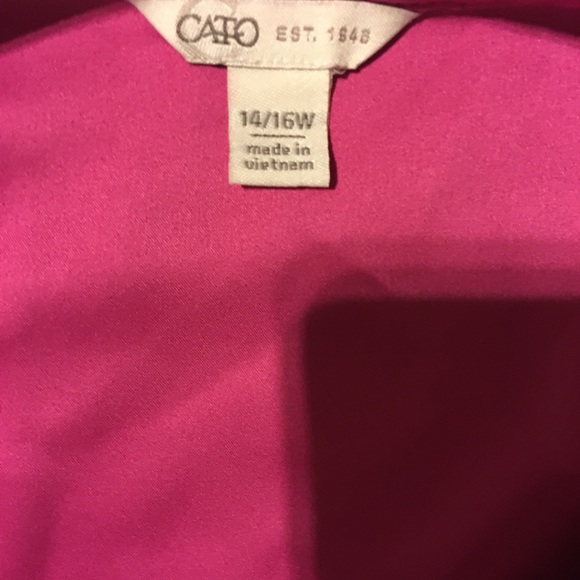 CATO EST. 1946
14/16W
made in
vietnam